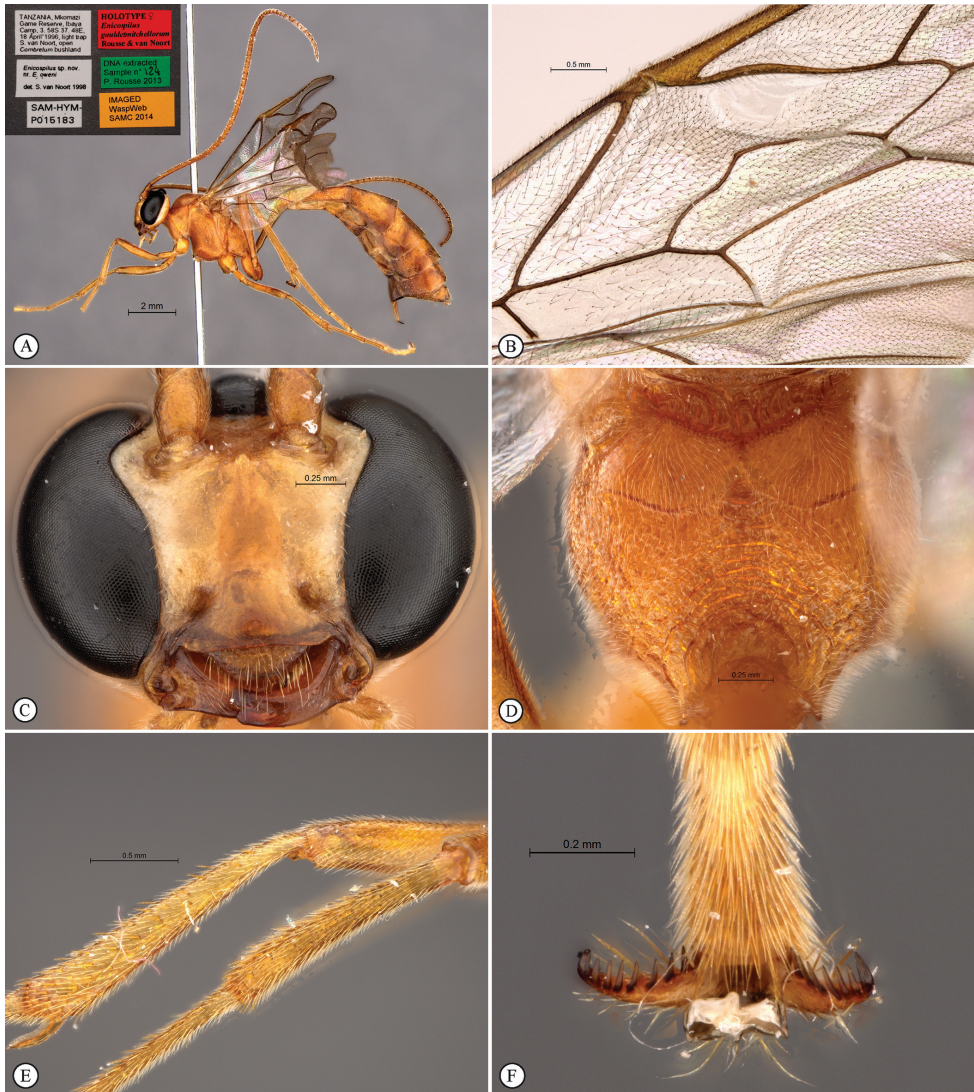 TANZANIA, Mkomazi
Game Reserve, Ibaya
Camp, 3. 58S 37. 48E,
18 April 1996, light trap
S. van Noort, open
Combretum bushland
HOLOTYPE ♀
Enicospilus
gauldetmitchellorum
Rousse & van Noort
Enicospilus sp. nov.
nr. E. qweni
det. S. van Noort 1998
DNA extracted
Sample n° 124
P. Rousse 2013
SAM-HYM-
P015183
IMAGED
WaspWeb
SAMC 2014
2 mm
A
0.5 mm
B
0.25 mm
C
0.25 mm
D
0.5 mm
E
0.2 mm
F